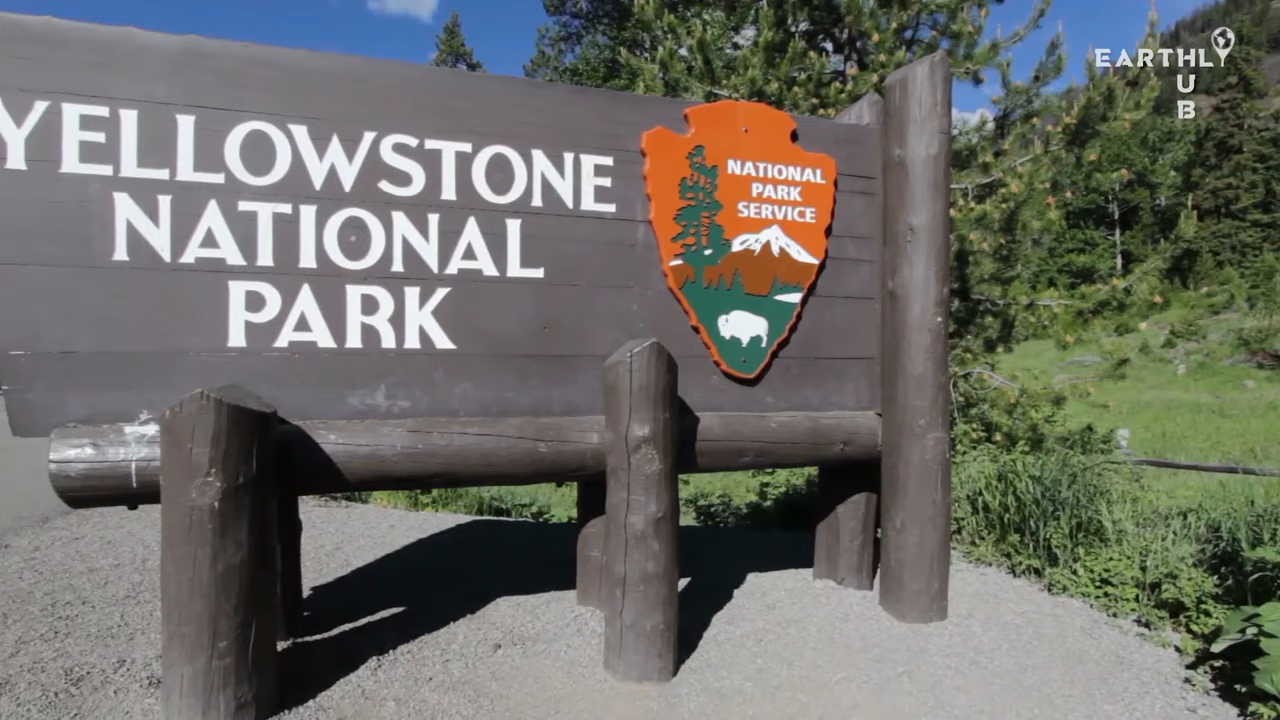 YELLOWSTONE
NATIONAL
PARK
NATIONAL
PARK
SERVICE
EARTHLY
HUB